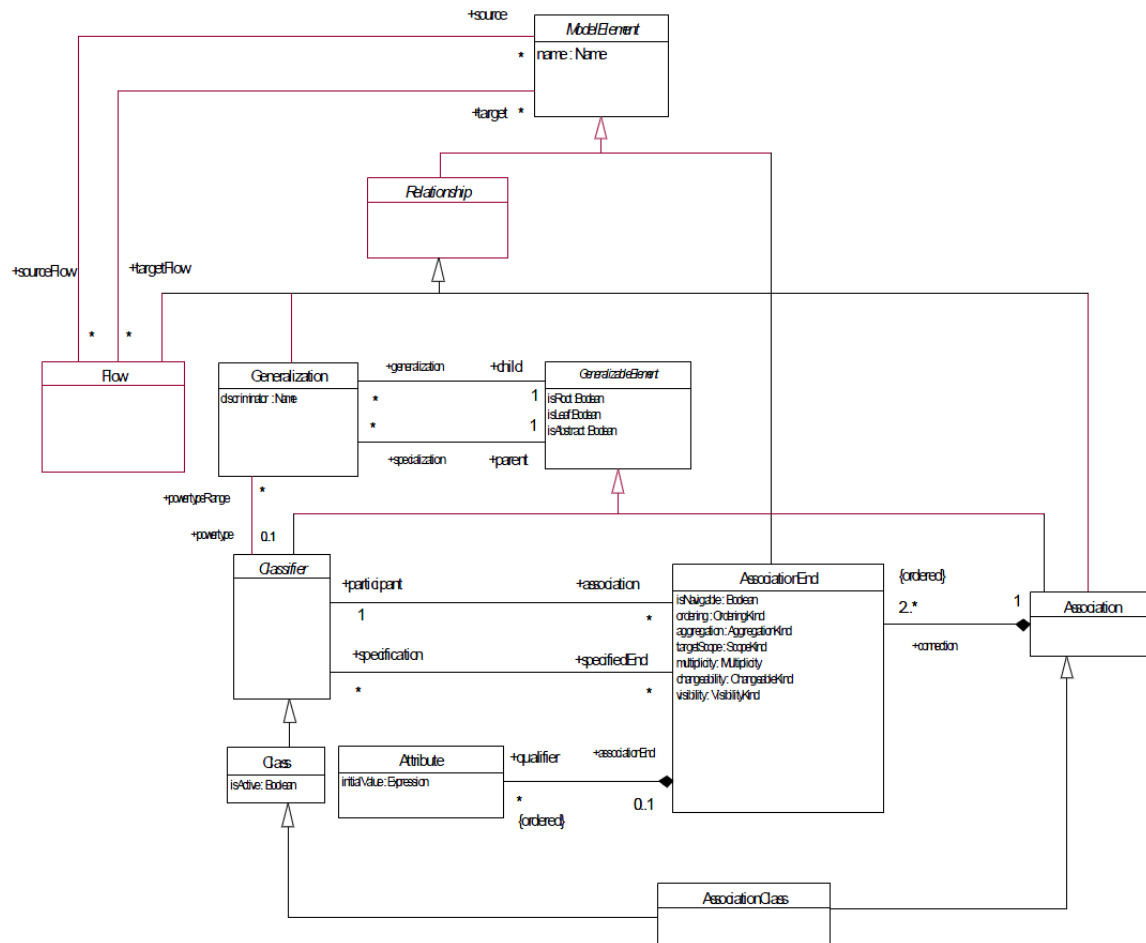 +source
ModelElement
*
name : Name
+target *
Relationship
+sourceFlow
+targetFlow
* *
Flow
Generalization
discriminator : Name
+generalization
+child
*
1
*
1
+specialization
+parent
GeneralizableElement
isRoot: Boolean
isLeaf: Boolean
isAbstract: Boolean
+powertypeRange
*
+powertype
0..1
Classifier
+participant
+association
1
*
+specification
+specifiedEnd
*
*
AssociationEnd
isNavigable : Boolean
ordering : OrderingKind
aggregation : AggregationKind
targetScope : ScopeKind
multiplicity : Multiplicity
changeability : ChangeableKind
visibility : VisibilityKind
{ordered}
2..*
1
+connection
Association
Class
isActive : Boolean
Attribute
initialValue : Expression
+qualifier
+associationEnd
*
0..1
{ordered}
AssociationClass